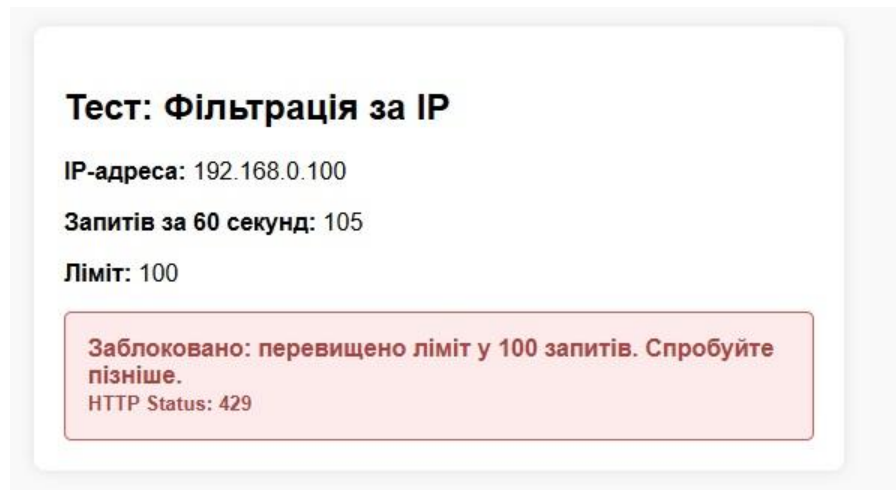 Тест: Фільтрація за IP
IP-адреса: 192.168.0.100
Запитів за 60 секунд: 105
Ліміт: 100
Заблоковано: перевищено ліміт у 100 запитів. Спробуйте
пізніше.
HTTP Status: 429